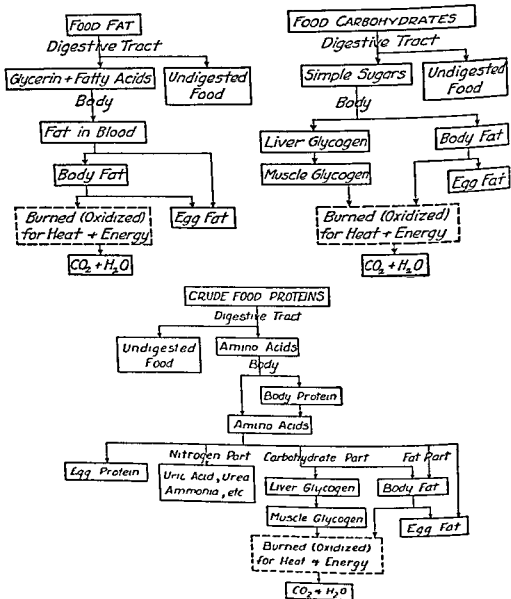 FOOD FAT
Digestive Tract
Glycerin + Fatty Acids
Undigested
Food
Body
Fat in Blood
Body Fat
Burned (Oxidized)
for Heat + Energy
Egg Fat
CO₂ + H₂O
FOOD CARBOHYDRATES
Digestive Tract
Simple Sugars
Undigested
Food
Body
Liver Glycogen
Body Fat
Muscle Glycogen
Egg Fat
Burned (Oxidized)
for Heat + Energy
CO₂ + H₂O
CRUDE FOOD PROTEINS
Digestive Tract
Undigested
Food
Amino Acids
Body
Body Protein
Amino Acids
Nitrogen Part
Carbohydrate Part
Fat Part
Egg Protein
Uric Acid, Urea
Ammonia, etc
Liver Glycogen
Body Fat
Muscle Glycogen
Egg Fat
Burned (Oxidized)
for Heat + Energy
CO₂ + H₂O